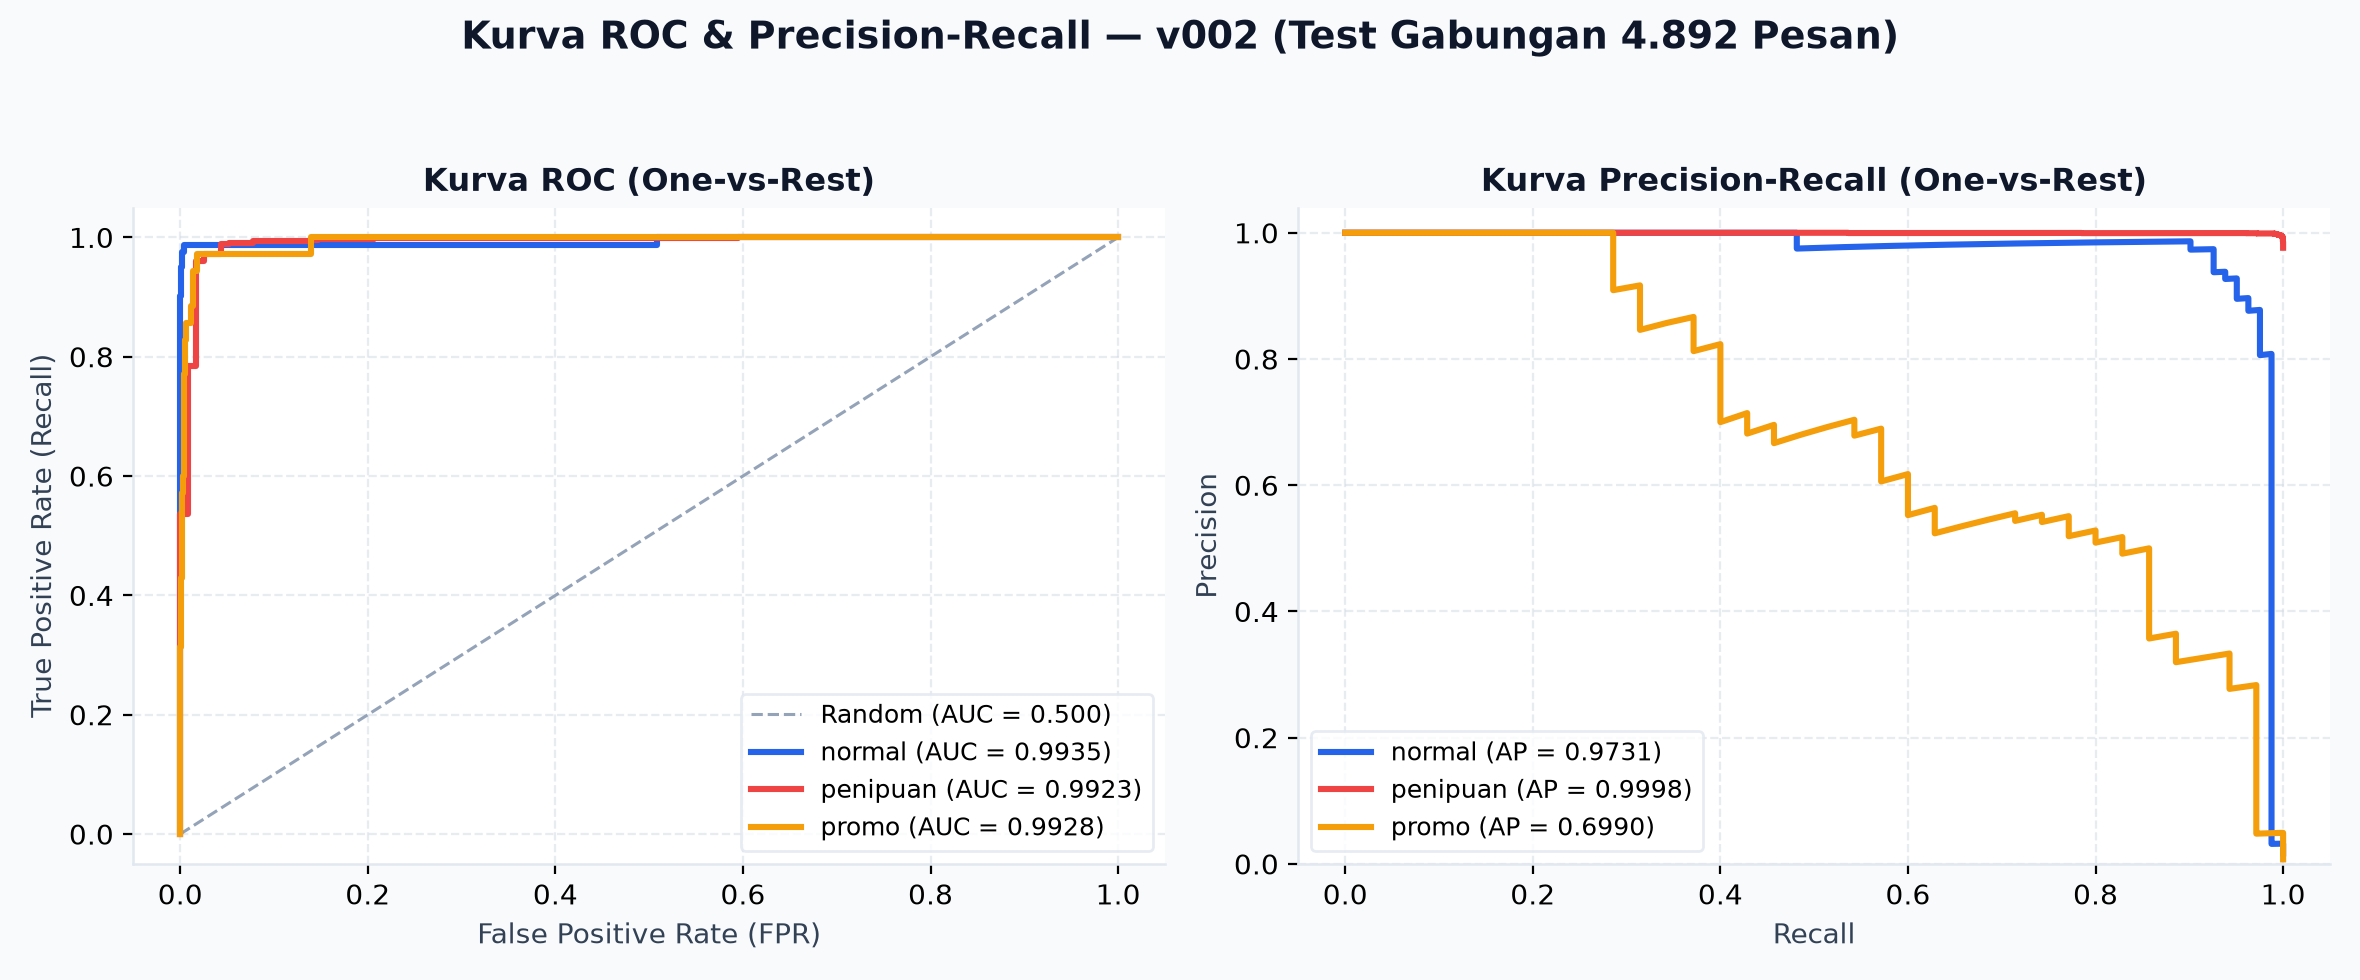 Kurva ROC & Precision-Recall — v002 (Test Gabungan 4.892 Pesan)
Kurva ROC (One-vs-Rest)
True Positive Rate (Recall)
1.0
0.8
0.6
0.4
0.2
0.0
0.0 0.2 0.4 0.6 0.8 1.0
False Positive Rate (FPR)
Random (AUC = 0.500)
normal (AUC = 0.9935)
penipuan (AUC = 0.9923)
promo (AUC = 0.9928)
Kurva Precision-Recall (One-vs-Rest)
Precision
1.0
0.8
0.6
0.4
0.2
0.0
0.0 0.2 0.4 0.6 0.8 1.0
Recall
normal (AP = 0.9731)
penipuan (AP = 0.9998)
promo (AP = 0.6990)